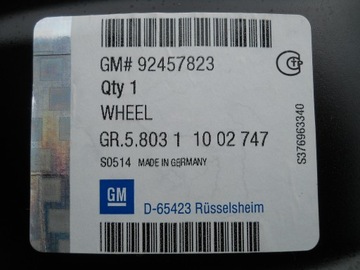 GM# 92457823
Qty 1
WHEEL
GR.5.803 1 10 02 747
S0514 MADE IN GERMANY
GM
D-65423 Rüsselsheim
S376963340